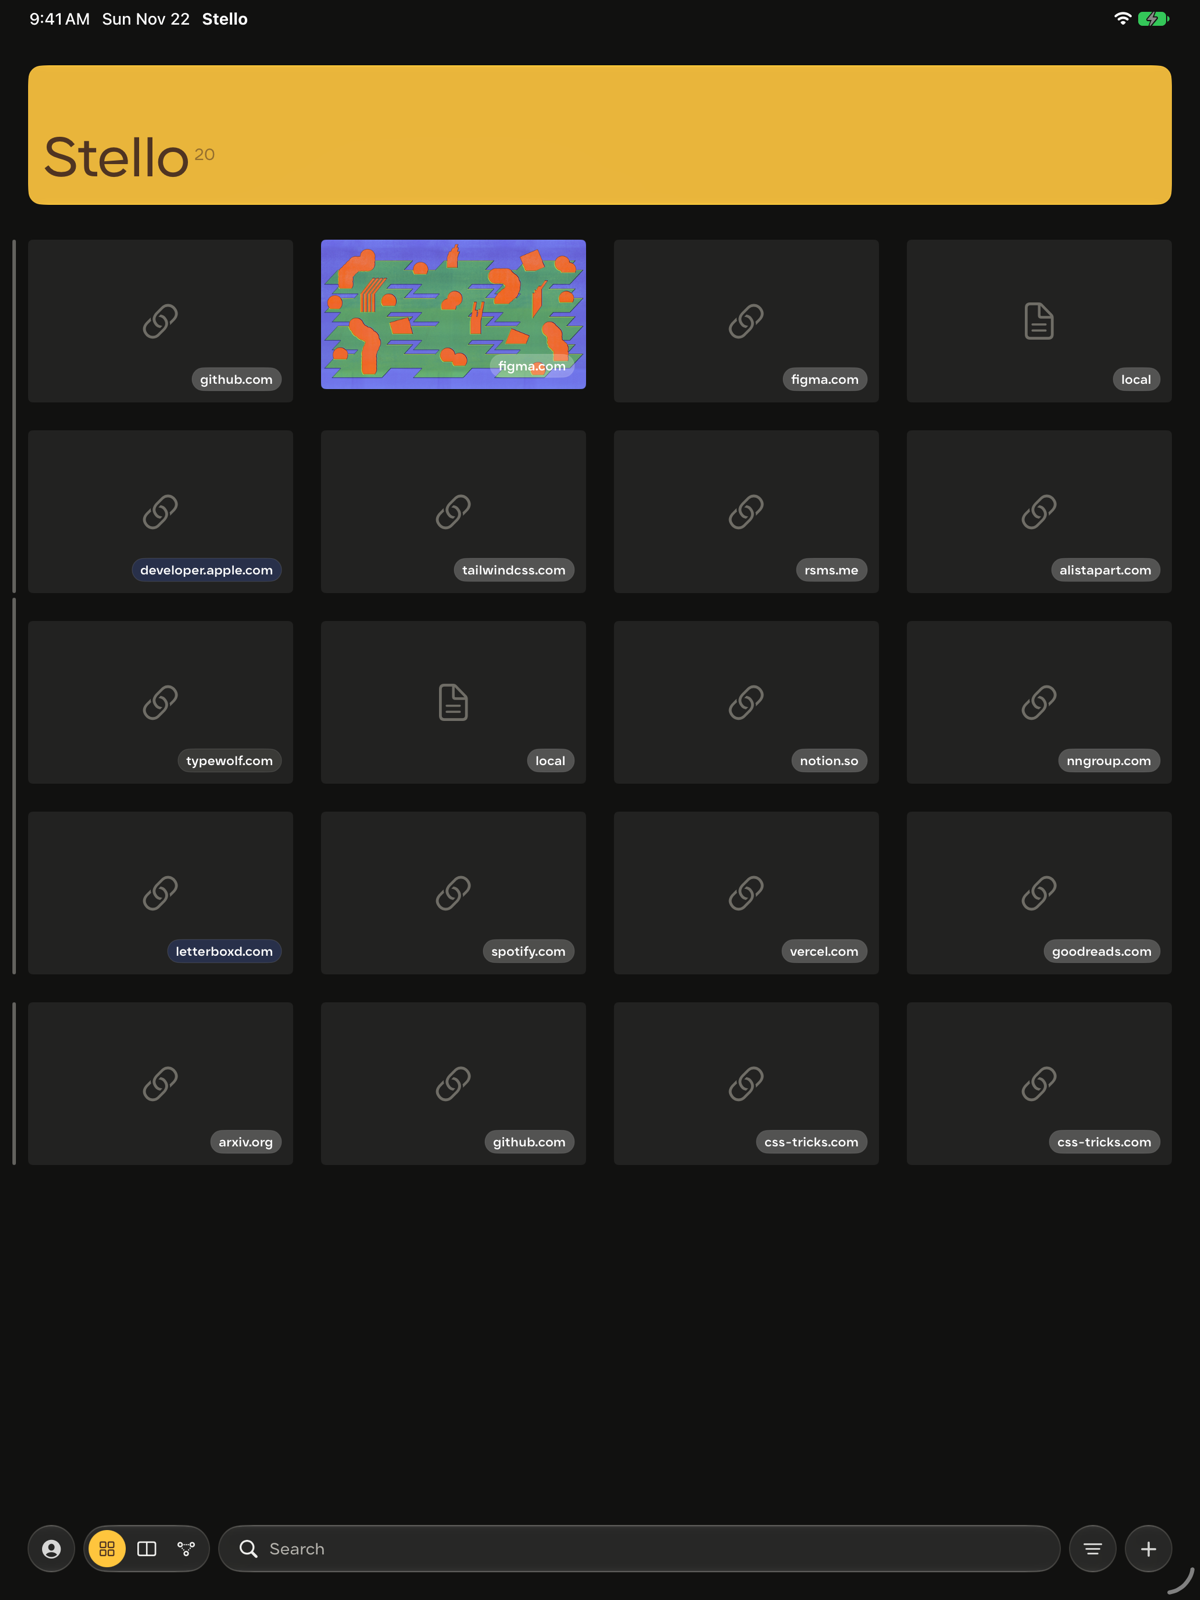 9:41 AM Sun Nov 22 Stello
Stello 20
github.com
figma.com
figma.com
local
developer.apple.com
tailwindcss.com
rsms.me
alistapart.com
typewolf.com
local
notion.so
nngroup.com
letterboxd.com
spotify.com
vercel.com
goodreads.com
arxiv.org
github.com
css-tricks.com
css-tricks.com
Search